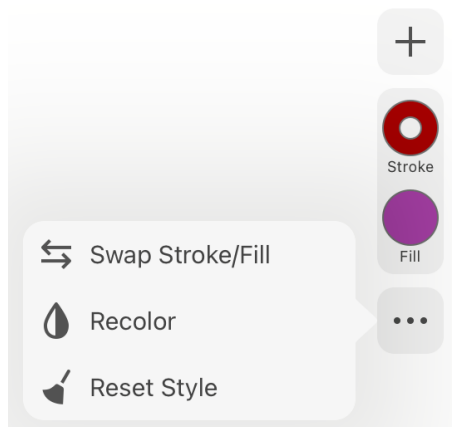 Stroke
Fill
Swap Stroke/Fill
Recolor
Reset Style